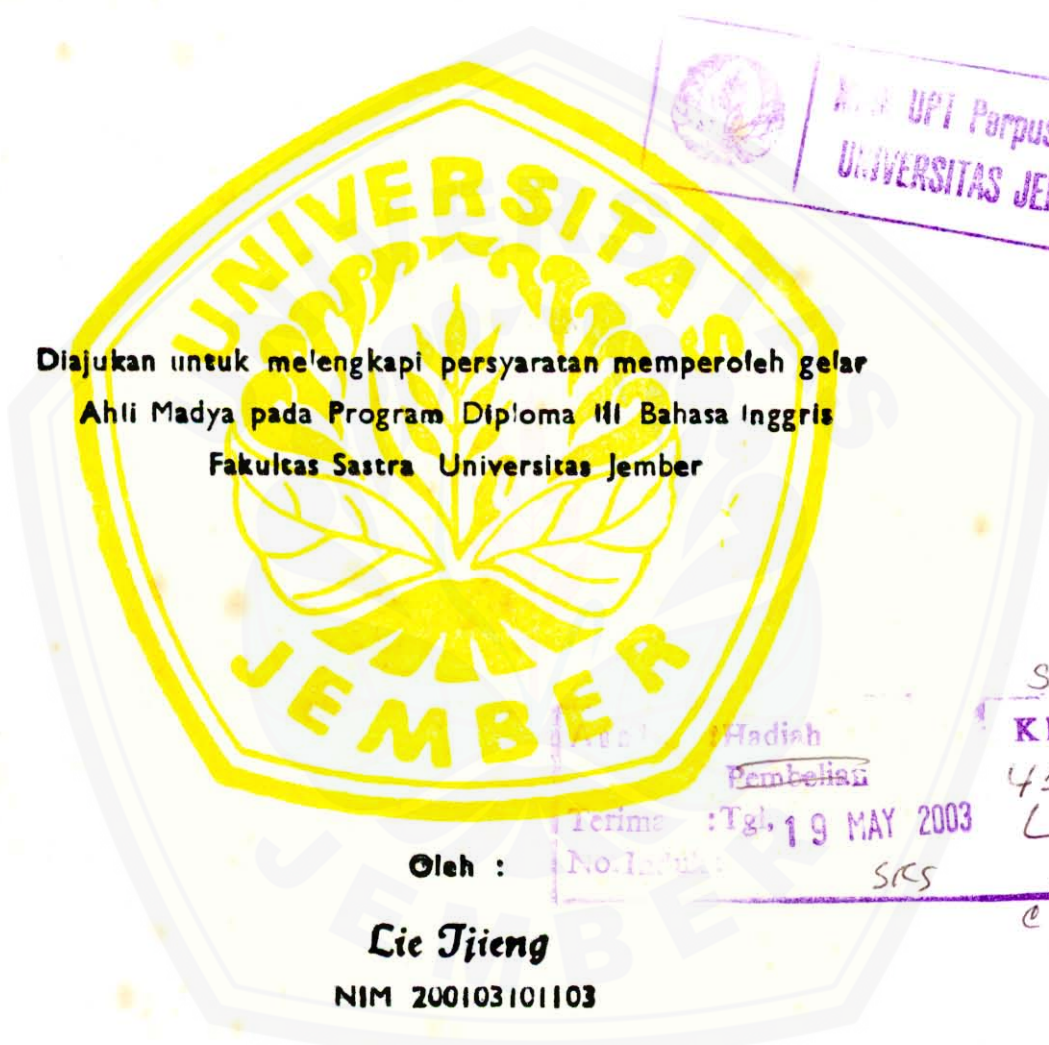 UPT Perpus
UNIVERSITAS JE
UNIVERSITAS
Diajukan untuk melengkapi persyaratan memperoleh gelar
Ahli Madya pada Program Diploma III Bahasa Inggris
Fakultas Sastra Universitas Jember
JEMBER
: Hadiah
Pembelian
Terima : Tgl, 19 MAY 2003
No. Induk :
SRS
Oleh :
Lie Tjieng
NIM 200103101103